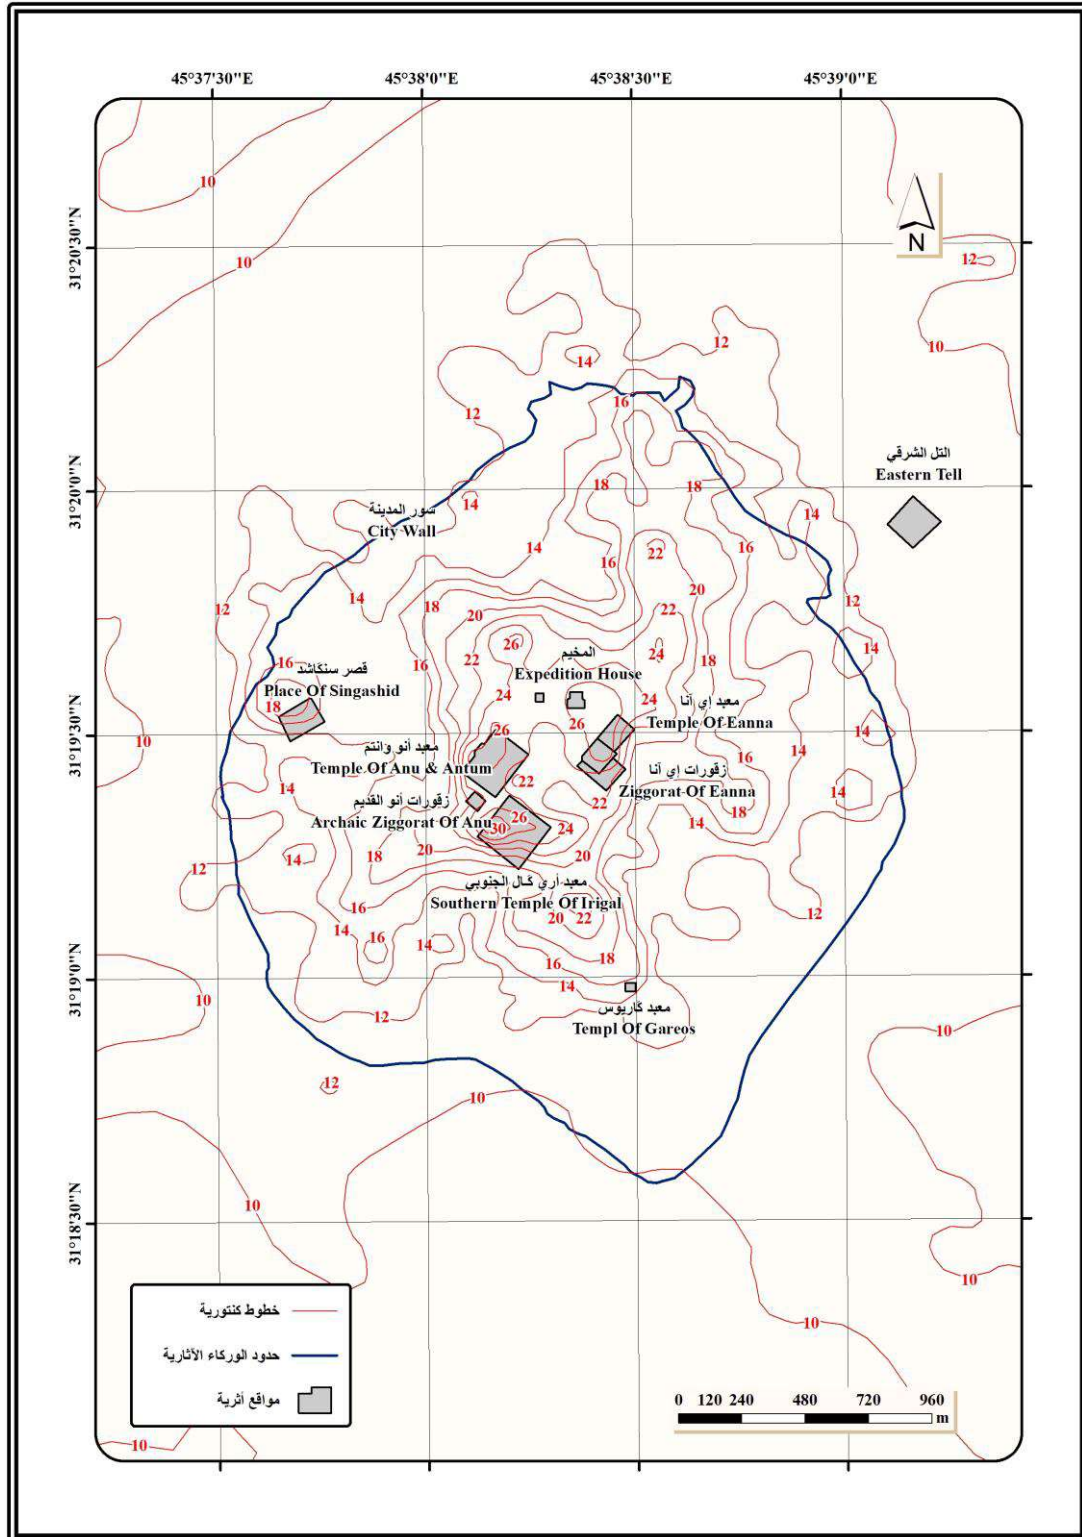 45°37'30"E
45°38'0"E
45°38'30"E
45°39'0"E
31°20'30"N
31°20'0"N
31°19'30"N
31°19'0"N
31°18'30"N
N
10
10
12
10
12
14
16
12
التل الشرقي
Eastern Tell
18
18
14
14
سور المدينة
City Wall
14
16
22
16
20
12
14
18
12
20
22
14
26
24
16
16
22
18
المخيم
Expedition House
قصر سنكاشد
Place Of Singashid
18
24
24
معبد إي آنا
Temple Of Eanna
26
26
14
10
معبد أنو وانتم
Temple Of Anu & Antum
16
14
22
22
زقورات إي آنا
Ziggorat Of Eanna
14
18
زقورات أنو القديم
Archaic Ziggorat Of Anu
26
30
24
14
20
20
18
14
12
معبد أري كال الجنوبي
Southern Temple Of Irigal
16
20
22
12
14
16
14
16
18
14
10
12
معبد كاريوس
Templ Of Gareos
10
12
10
10
10
10
10
خطوط كنتورية
حدود الوركاء الآثارية
مواقع أثرية
0 120 240 480 720 960
m